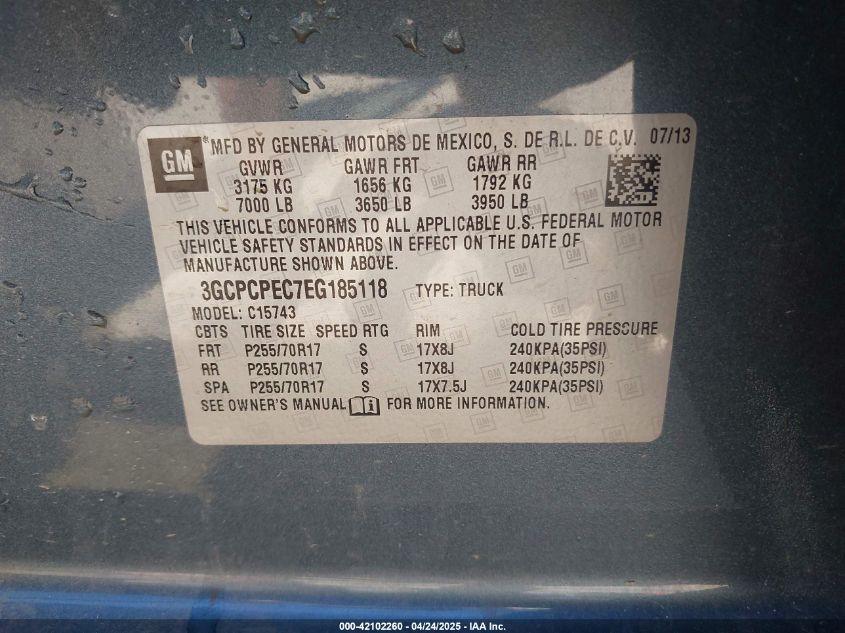 GM
*MFD BY GENERAL MOTORS DE MEXICO, S. DE R.L. DE C.V. 07/13
GVWR GAWR FRT GAWR RR
3175 KG 1656 KG 1792 KG
7000 LB 3650 LB 3950 LB
THIS VEHICLE CONFORMS TO ALL APPLICABLE U.S. FEDERAL MOTOR
VEHICLE SAFETY STANDARDS IN EFFECT ON THE DATE OF
MANUFACTURE SHOWN ABOVE.
3GCPCPEC7EG185118 TYPE: TRUCK
MODEL: C15743
CBTS TIRE SIZE SPEED RTG RIM COLD TIRE PRESSURE
FRT P255/70R17 S 17X8J 240KPA(35PSI)
RR P255/70R17 S 17X8J 240KPA(35PSI)
SPA P255/70R17 S 17X7.5J 240KPA(35PSI)
SEE OWNER'S MANUAL FOR MORE INFORMATION.
000-42102260 - 04/24/2025 - IAA Inc.